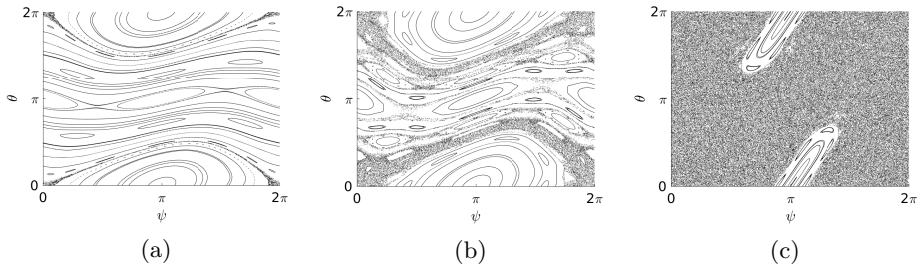 2π 2π 2π
θ π θ π θ π
0 0 0
0 π 2π 0 π 2π 0 π 2π
ψ ψ ψ
(a) (b) (c)